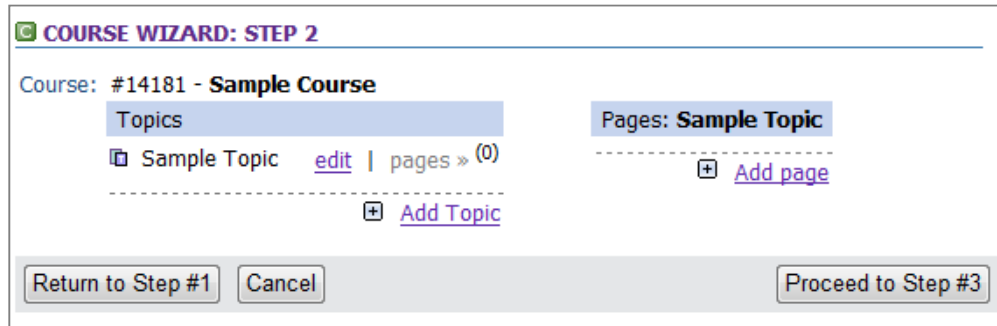 C COURSE WIZARD: STEP 2
Course: #14181 - Sample Course
Topics
Sample Topic edit | pages » (0)
+ Add Topic
Pages: Sample Topic
+ Add page
Return to Step #1 Cancel Proceed to Step #3